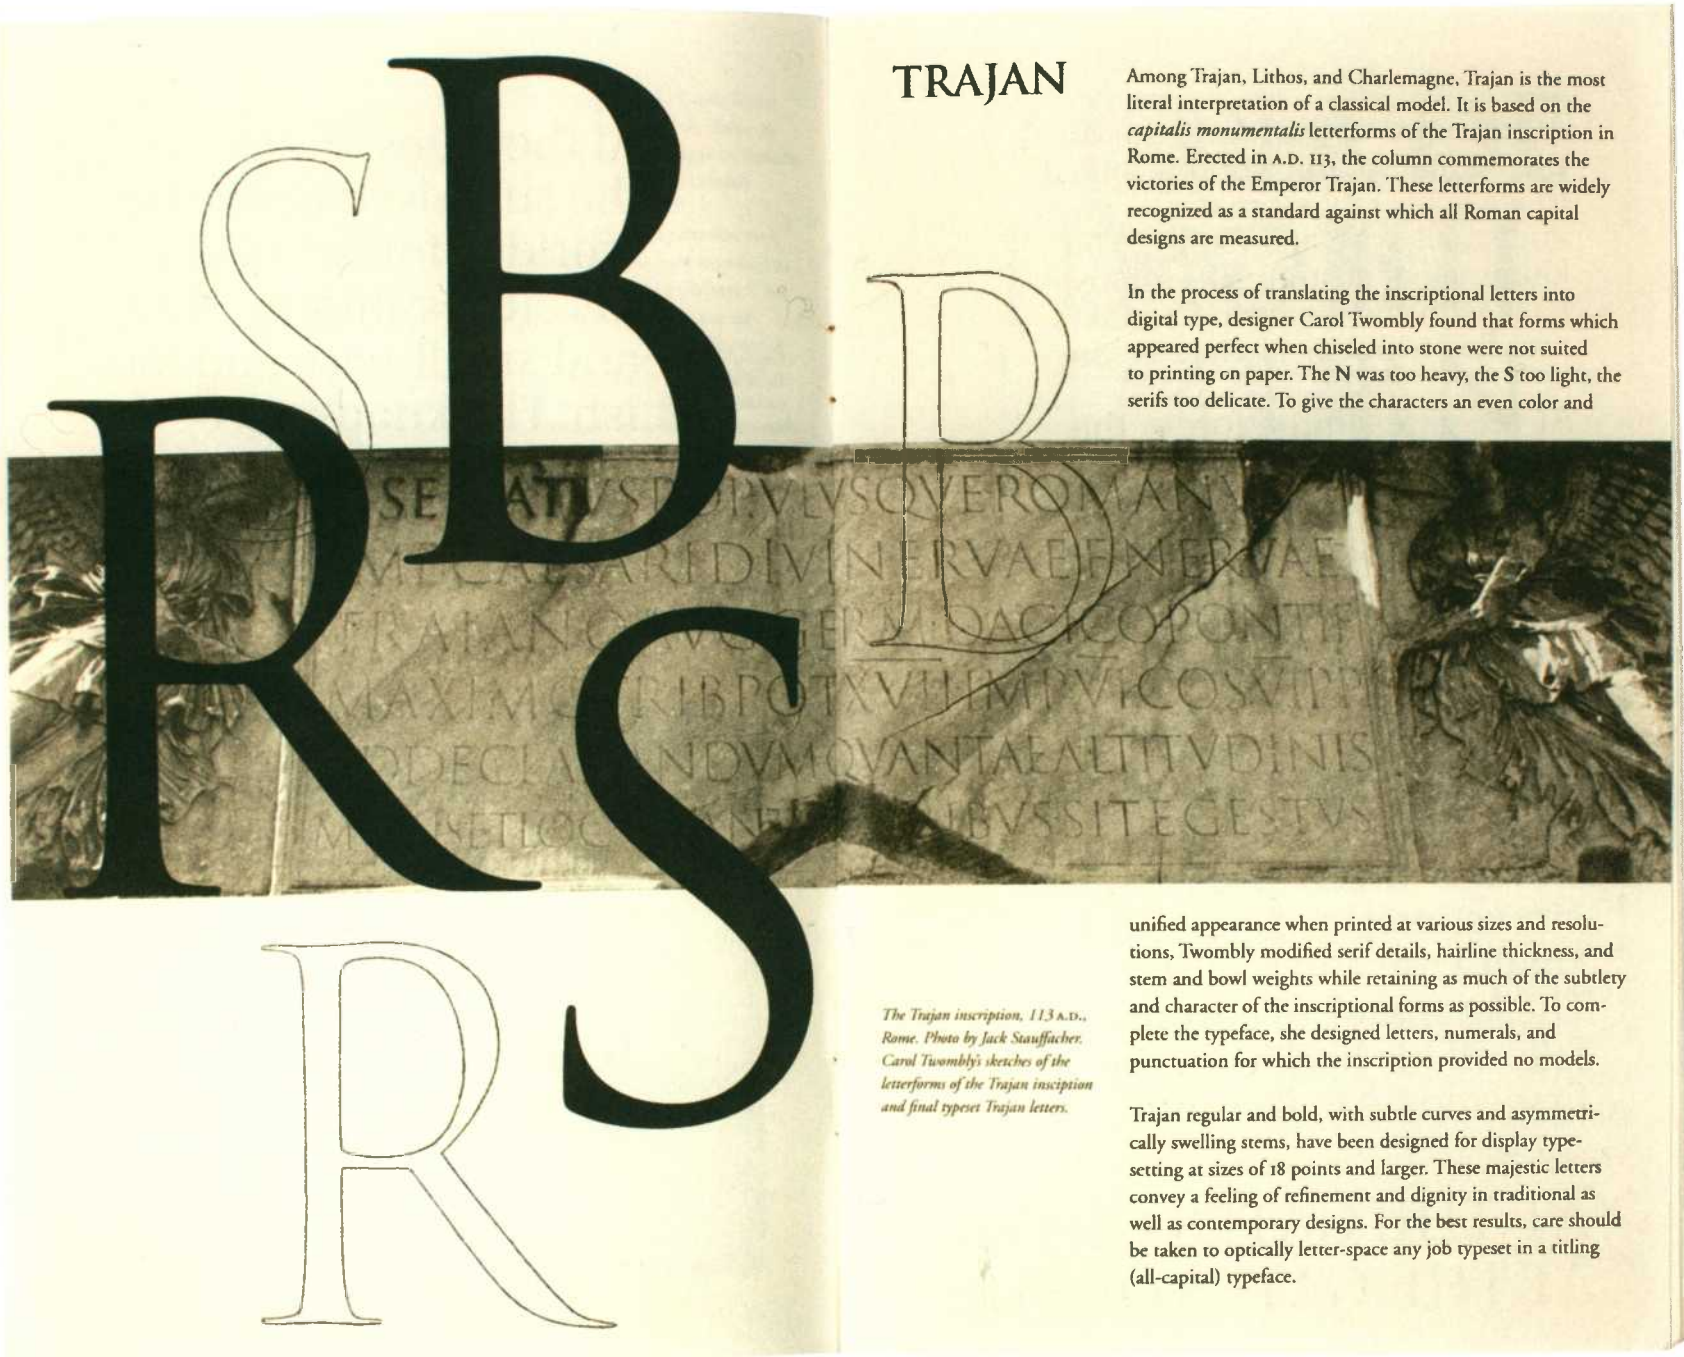 S
B
R
S
R
B
TRAJAN
Among Trajan, Lithos, and Charlemagne, Trajan is the most
literal interpretation of a classical model. It is based on the
capitalis monumentalis letterforms of the Trajan inscription in
Rome. Erected in A.D. 113, the column commemorates the
victories of the Emperor Trajan. These letterforms are widely
recognized as a standard against which all Roman capital
designs are measured.
In the process of translating the inscriptional letters into
digital type, designer Carol Twombly found that forms which
appeared perfect when chiseled into stone were not suited
to printing on paper. The N was too heavy, the S too light, the
serifs too delicate. To give the characters an even color and
QVEROMANV
NERVAE
DACICOPONTIF
MAXIM
QVANTAEALTITVDINIS
SITEGESTVS
unified appearance when printed at various sizes and resolu-
tions, Twombly modified serif details, hairline thickness, and
stem and bowl weights while retaining as much of the subtlety
and character of the inscriptional forms as possible. To com-
plete the typeface, she designed letters, numerals, and
punctuation for which the inscription provided no models.
Trajan regular and bold, with subtle curves and asymmetri-
cally swelling stems, have been designed for display type-
setting at sizes of 18 points and larger. These majestic letters
convey a feeling of refinement and dignity in traditional as
well as contemporary designs. For the best results, care should
be taken to optically letter-space any job typeset in a titling
(all-capital) typeface.
The Trajan inscription, 113 A.D.,
Rome. Photo by Jack Stauffacher.
Carol Twombly's sketches of the
letterforms of the Trajan insciption
and final typeset Trajan letters.